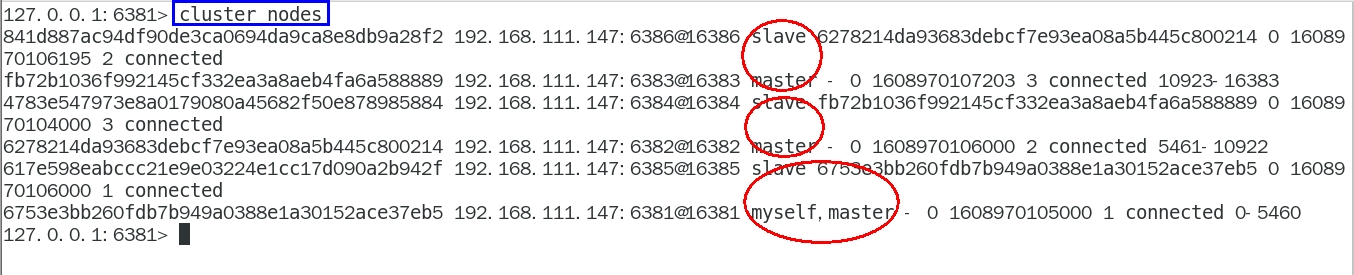 127.0.0.1:6381> cluster nodes
841d887ac94df90de3ca0694da9ca8e8db9a28f2 192.168.111.147:6386@16386 slave 6278214da93683debcf7e93ea08a5b445c800214 0 16089
70106195 2 connected
fb72b1036f992145cf332ea3a8aeb4fa6a588889 192.168.111.147:6383@16383 master - 0 1608970107203 3 connected 10923-16383
4783e547973e8a0179080a45682f50e878985884 192.168.111.147:6384@16384 slave fb72b1036f992145cf332ea3a8aeb4fa6a588889 0 16089
70104000 3 connected
6278214da93683debcf7e93ea08a5b445c800214 192.168.111.147:6382@16382 master - 0 1608970106000 2 connected 5461-10922
617e598eabccc21e9e03224e1cc17d090a2b942f 192.168.111.147:6385@16385 slave 6753e3bb260fdb7b949a0388e1a30152ace37eb5 0 16089
70106000 1 connected
6753e3bb260fdb7b949a0388e1a30152ace37eb5 192.168.111.147:6381@16381 myself,master - 0 1608970105000 1 connected 0-5460
127.0.0.1:6381>